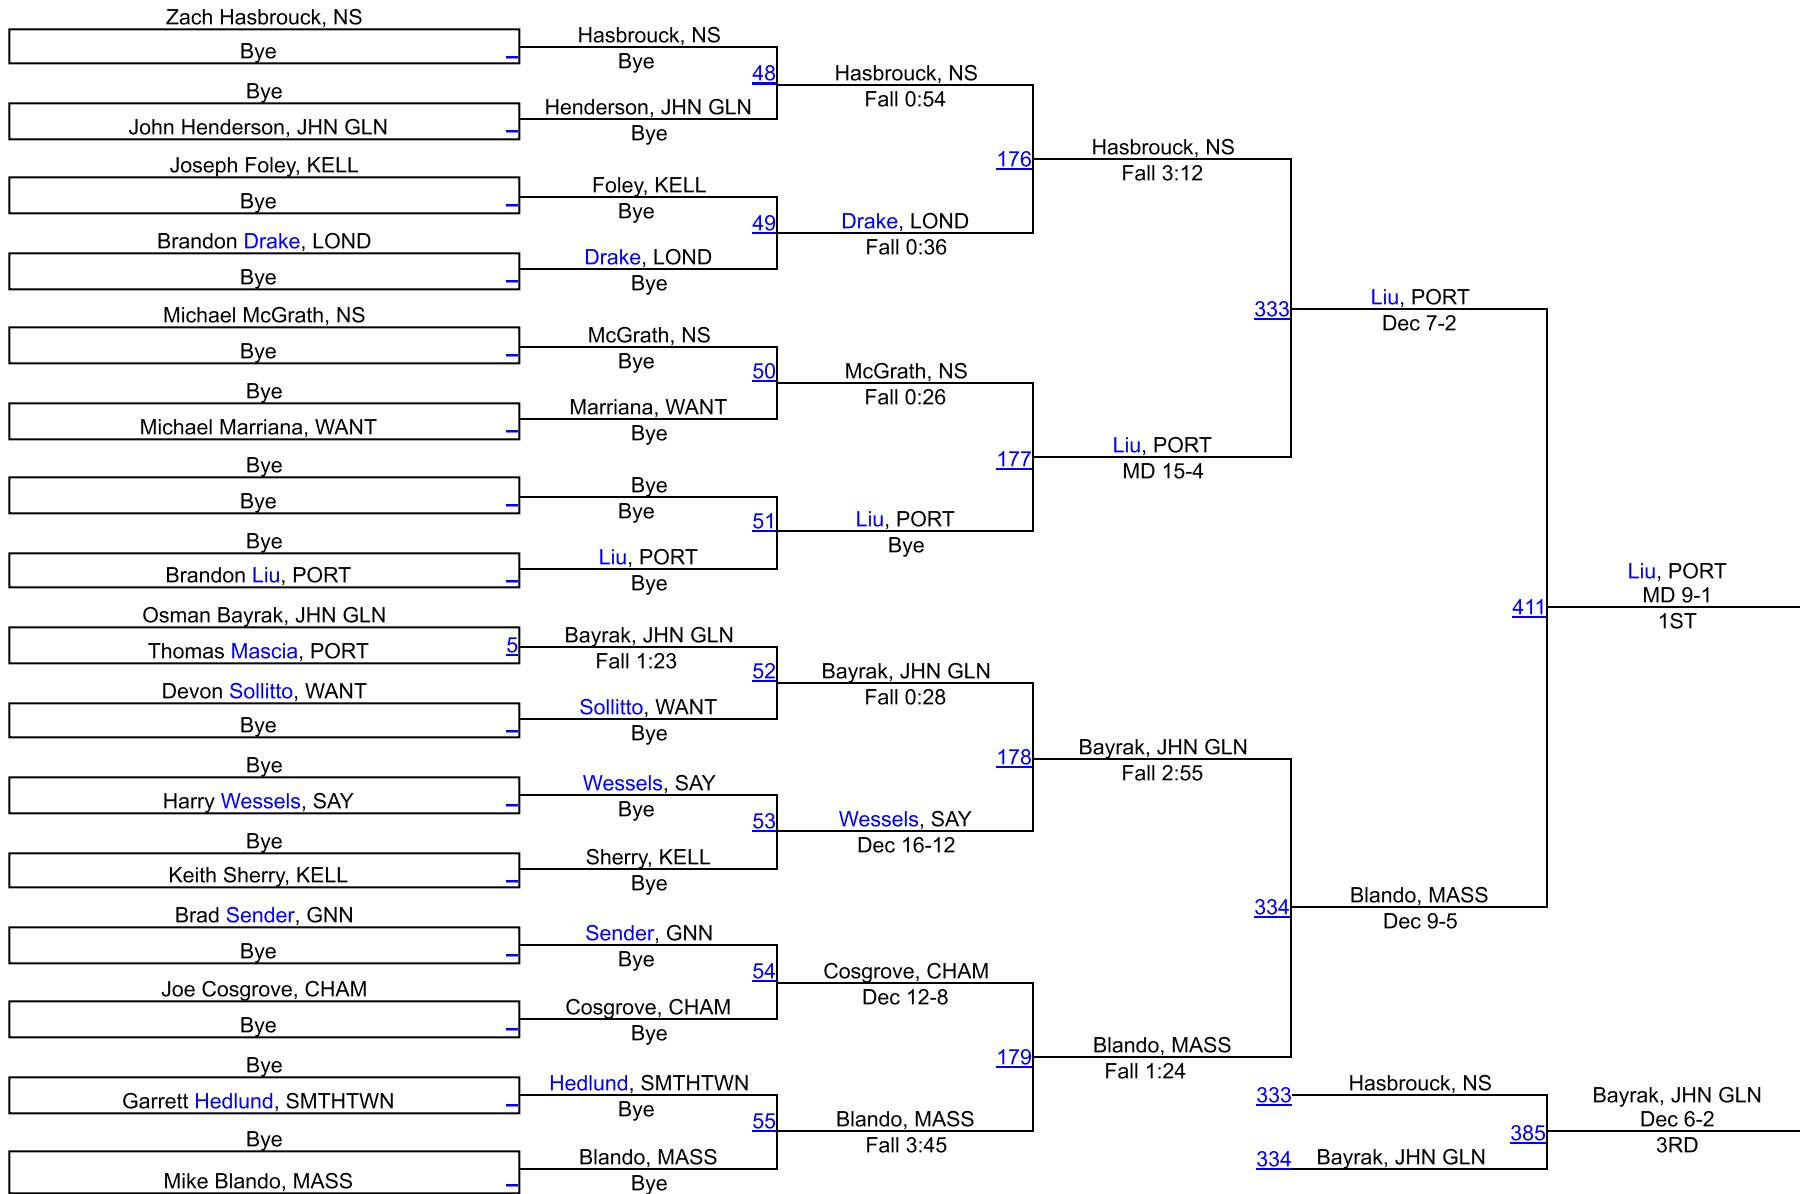 Zach Hasbrouck, NS
Bye
Bye
John Henderson, JHN GLN
Joseph Foley, KELL
Bye
Brandon Drake, LOND
Bye
Michael McGrath, NS
Bye
Bye
Michael Marriana, WANT
Bye
Bye
Bye
Brandon Liu, PORT
Osman Bayrak, JHN GLN
Thomas Mascia, PORT
5
Devon Sollitto, WANT
Bye
Bye
Harry Wessels, SAY
Bye
Keith Sherry, KELL
Brad Sender, GNN
Bye
Joe Cosgrove, CHAM
Bye
Bye
Garrett Hedlund, SMTHTWN
Bye
Mike Blando, MASS
Hasbrouck, NS
Bye
48
Henderson, JHN GLN
Bye
Foley, KELL
Bye
49
Drake, LOND
Bye
McGrath, NS
Bye
50
Marriana, WANT
Bye
Bye
Bye
51
Liu, PORT
Bye
Bayrak, JHN GLN
Fall 1:23
52
Sollitto, WANT
Bye
Wessels, SAY
Bye
53
Sherry, KELL
Bye
Sender, GNN
Bye
54
Cosgrove, CHAM
Bye
Hedlund, SMTHTWN
Bye
55
Blando, MASS
Bye
Hasbrouck, NS
Fall 0:54
176
Drake, LOND
Fall 0:36
McGrath, NS
Fall 0:26
177
Liu, PORT
Bye
Bayrak, JHN GLN
Fall 0:28
178
Wessels, SAY
Dec 16-12
Cosgrove, CHAM
Dec 12-8
179
Blando, MASS
Fall 3:45
Hasbrouck, NS
Fall 3:12
333
Liu, PORT
MD 15-4
Bayrak, JHN GLN
Fall 2:55
334
Blando, MASS
Fall 1:24
Liu, PORT
Dec 7-2
411
Blando, MASS
Dec 9-5
Liu, PORT
MD 9-1
1ST
333
Hasbrouck, NS
385
334
Bayrak, JHN GLN
Bayrak, JHN GLN
Dec 6-2
3RD